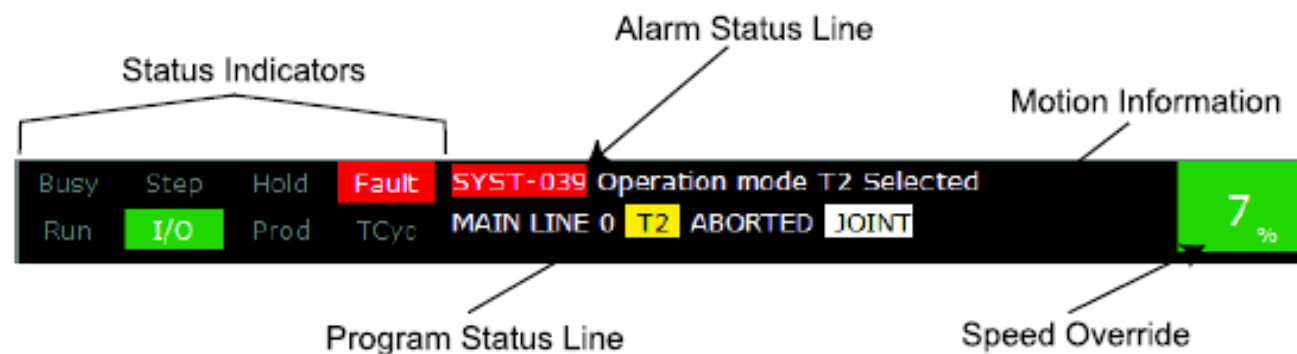 Alarm Status Line
Status Indicators
Motion Information
Busy Step Hold Fault SYST-039 Operation mode T2 Selected
Run I/O Prod TCyc MAIN LINE 0 T2 ABORTED JOINT
7 %
Program Status Line
Speed Override